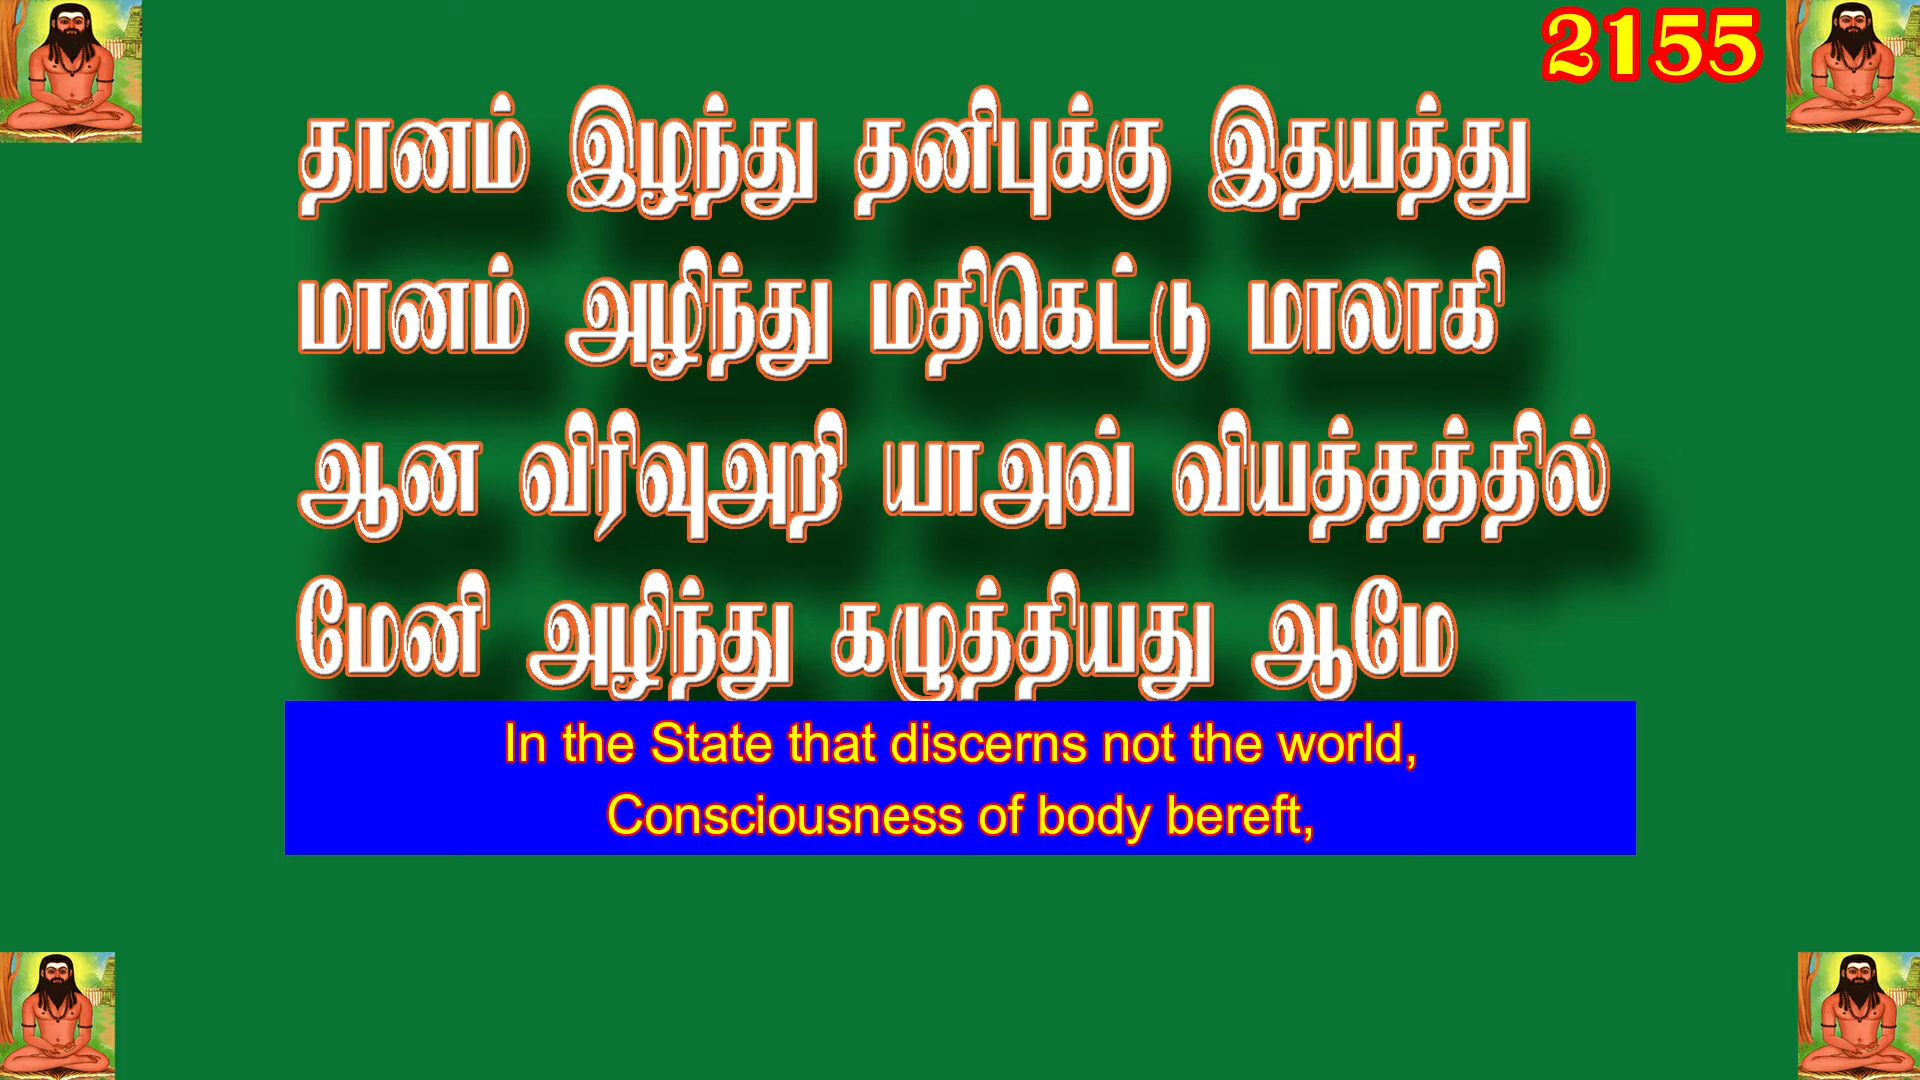 2155
தானம் இழந்து தனிபுக்கு இதயத்து
மானம் அழிந்து மதிகெட்டு மாலாகி
ஆன விரிவுஅறி யாஅவ் வியத்தத்தில்
மேனி அழிந்து கழுத்தியது ஆமே
In the State that discerns not the world,
Consciousness of body bereft,